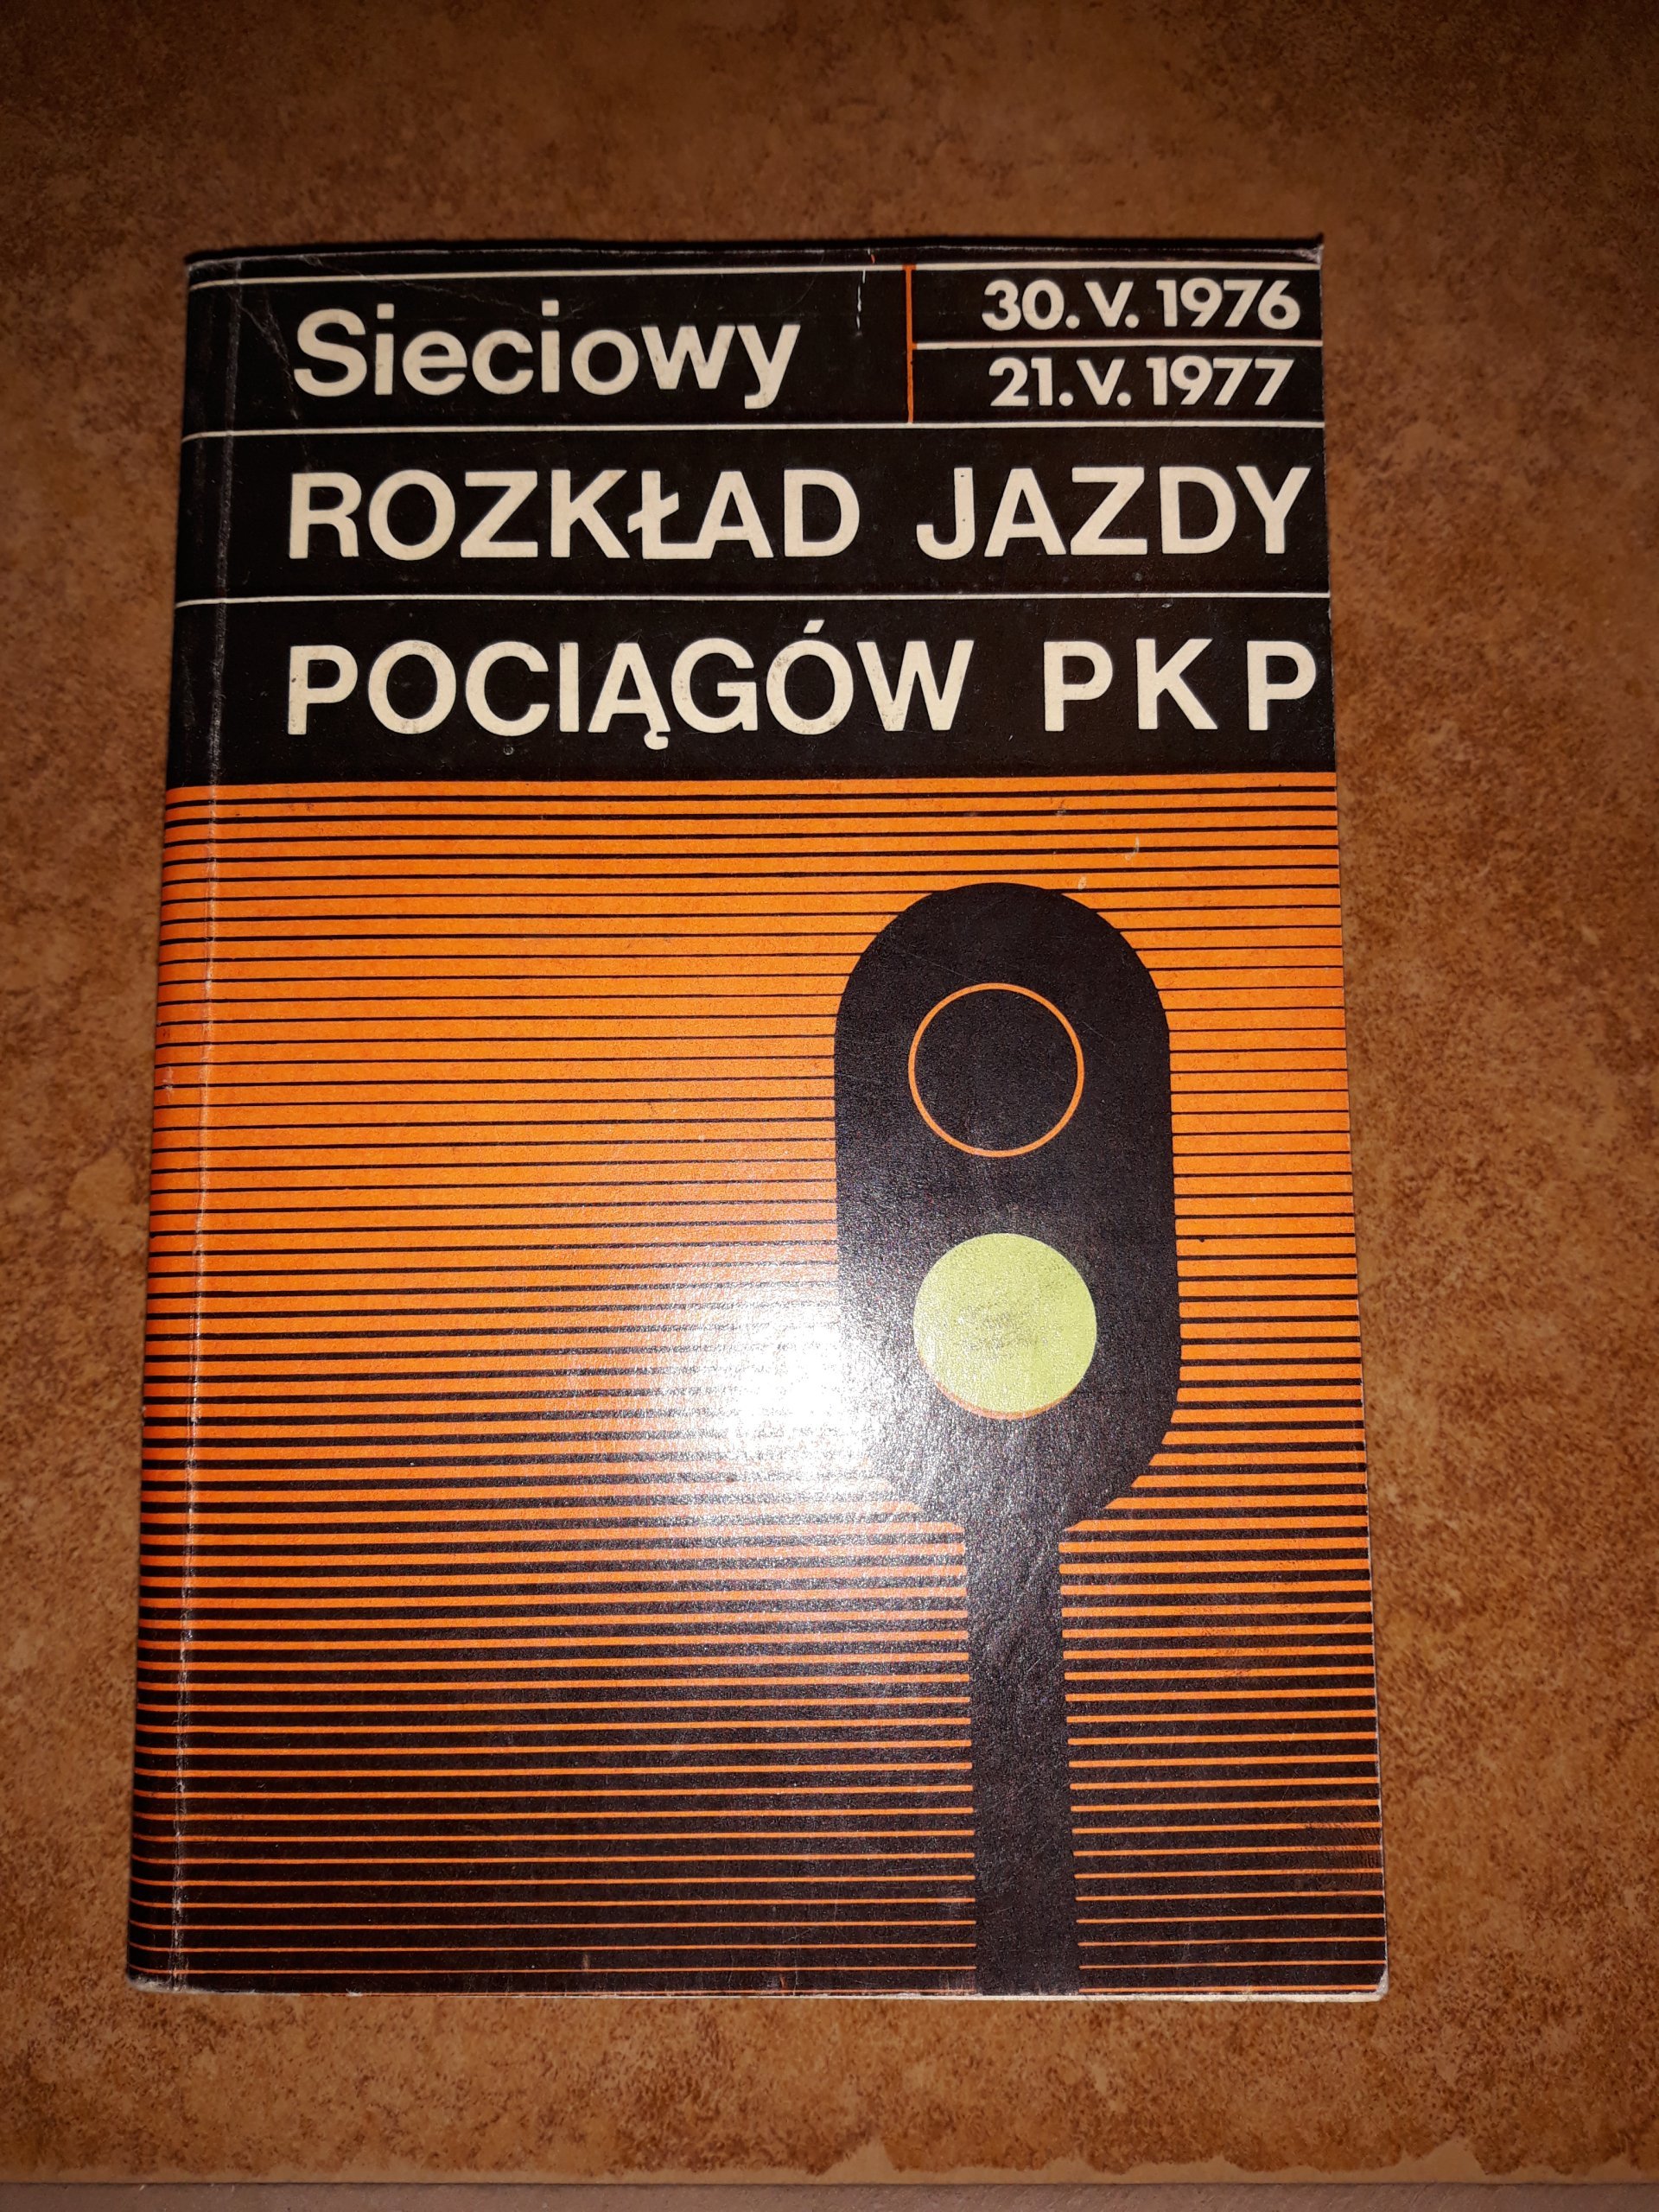 Sieciowy
30.V.1976
21.V.1977
ROZKŁAD JAZDY
POCIĄGÓW PKP